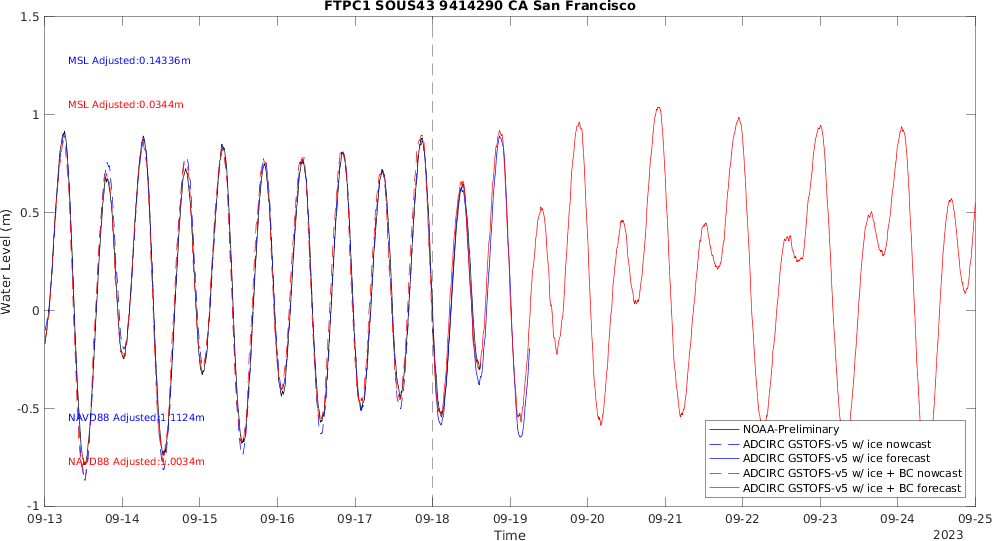 FTPC1 SOUS43 9414290 CA San Francisco
1.5
MSL Adjusted:0.14336m
MSL Adjusted:0.0344m
1
0.5
Water Level (m)
0
-0.5
NAVD88 Adjusted:1.1124m
NOAA-Preliminary
ADCIRC GSTOFS-v5 w/ ice nowcast
ADCIRC GSTOFS-v5 w/ ice forecast
NAVD88 Adjusted:1.0034m
ADCIRC GSTOFS-v5 w/ ice + BC nowcast
ADCIRC GSTOFS-v5 w/ ice + BC forecast
-1
09-13 09-14 09-15 09-16 09-17 09-18 09-19 09-20 09-21 09-22 09-23 09-24 09-25
Time
2023